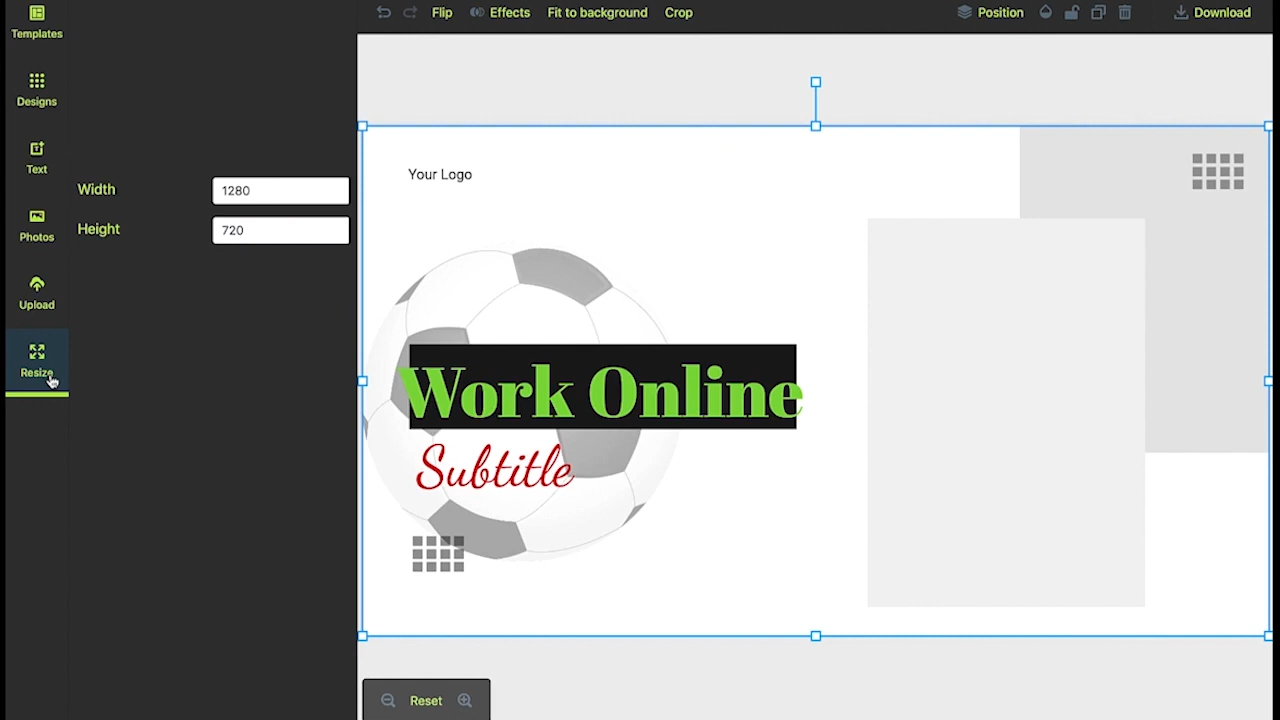 Templates
Flip Effects Fit to background Crop Position Download
Designs
Text
Photos
Upload
Resize
Width 1280
Height 720
Your Logo
Work Online
Subtitle
Reset